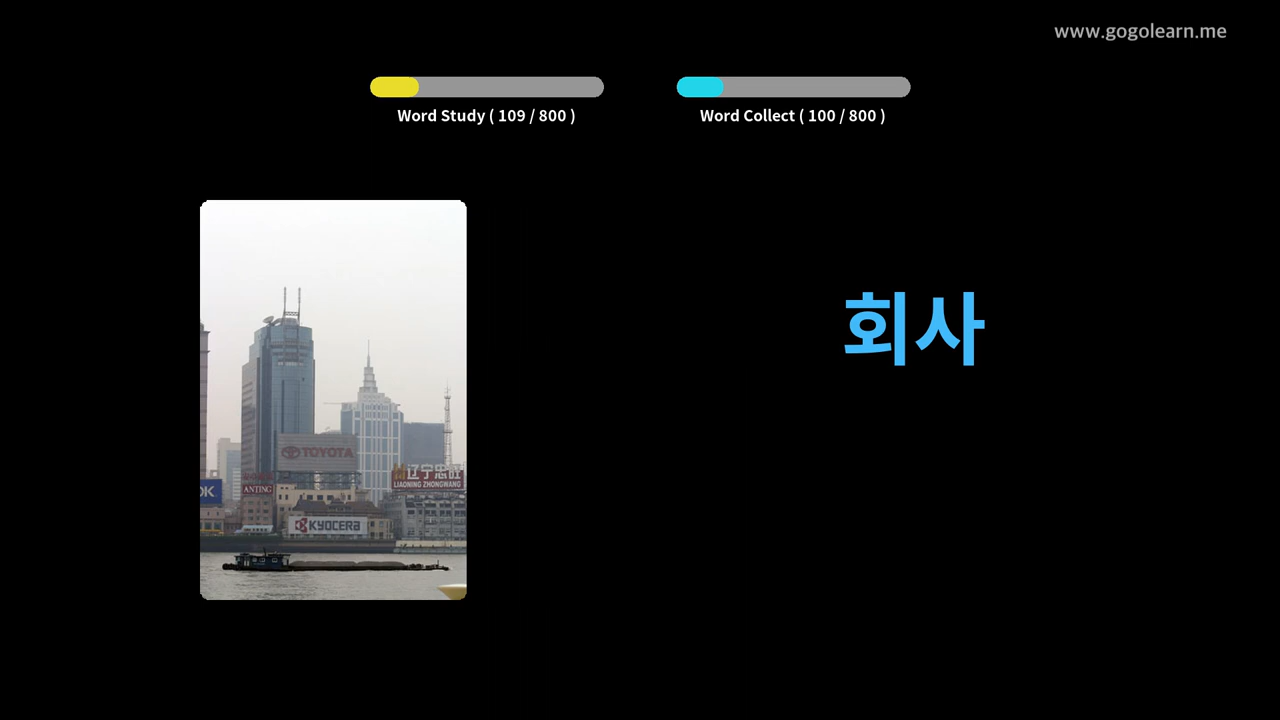 www.gogolearn.me
Word Study ( 109 / 800 )
Word Collect ( 100 / 800 )
회사
TOYOTA
辽宁忠旺
LIAONING ZHONGWANG
OK
ANTING
KYOCERA